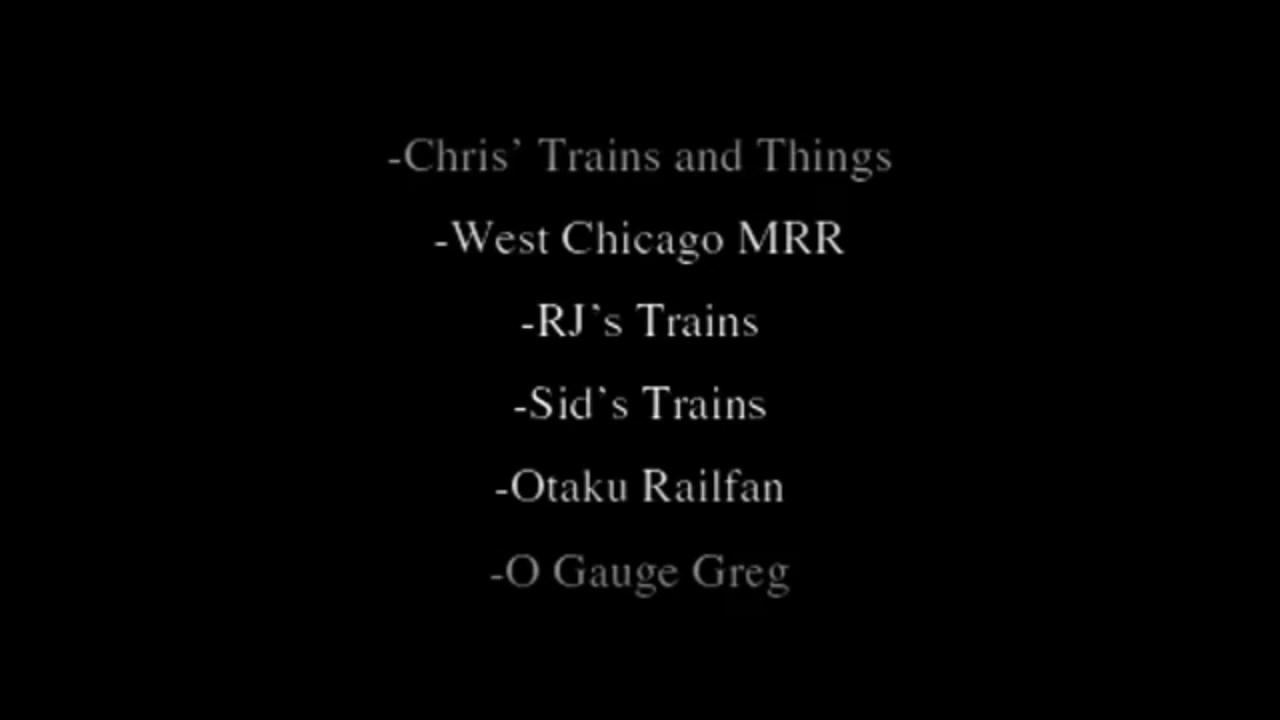 -Chris’ Trains and Things
-West Chicago MRR
-RJ‛s Trains
-Sid‛s Trains
-Otaku Railfan
-O Gauge Greg